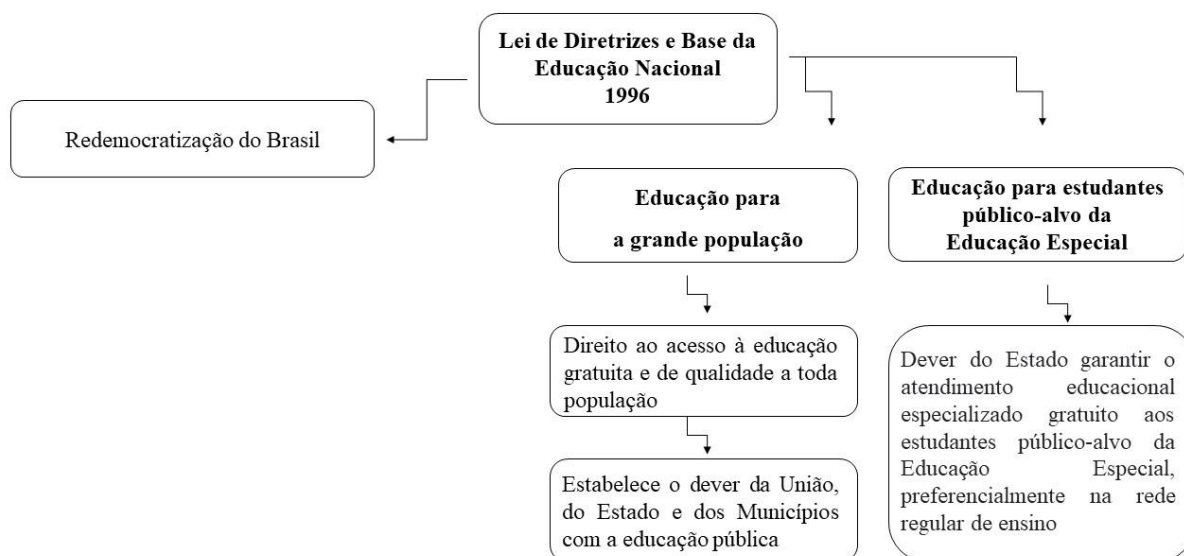 Lei de Diretrizes e Base da
Educação Nacional
1996
Redemocratização do Brasil
Educação para
a grande população
Educação para estudantes
público-alvo da
Educação Especial
Direito ao acesso à educação
gratuita e de qualidade a toda
população
Estabelece o dever da União,
do Estado e dos Municípios
com a educação pública
Dever do Estado garantir o
atendimento educacional
especializado gratuito aos
estudantes público-alvo da
Educação Especial,
preferencialmente na rede
regular de ensino